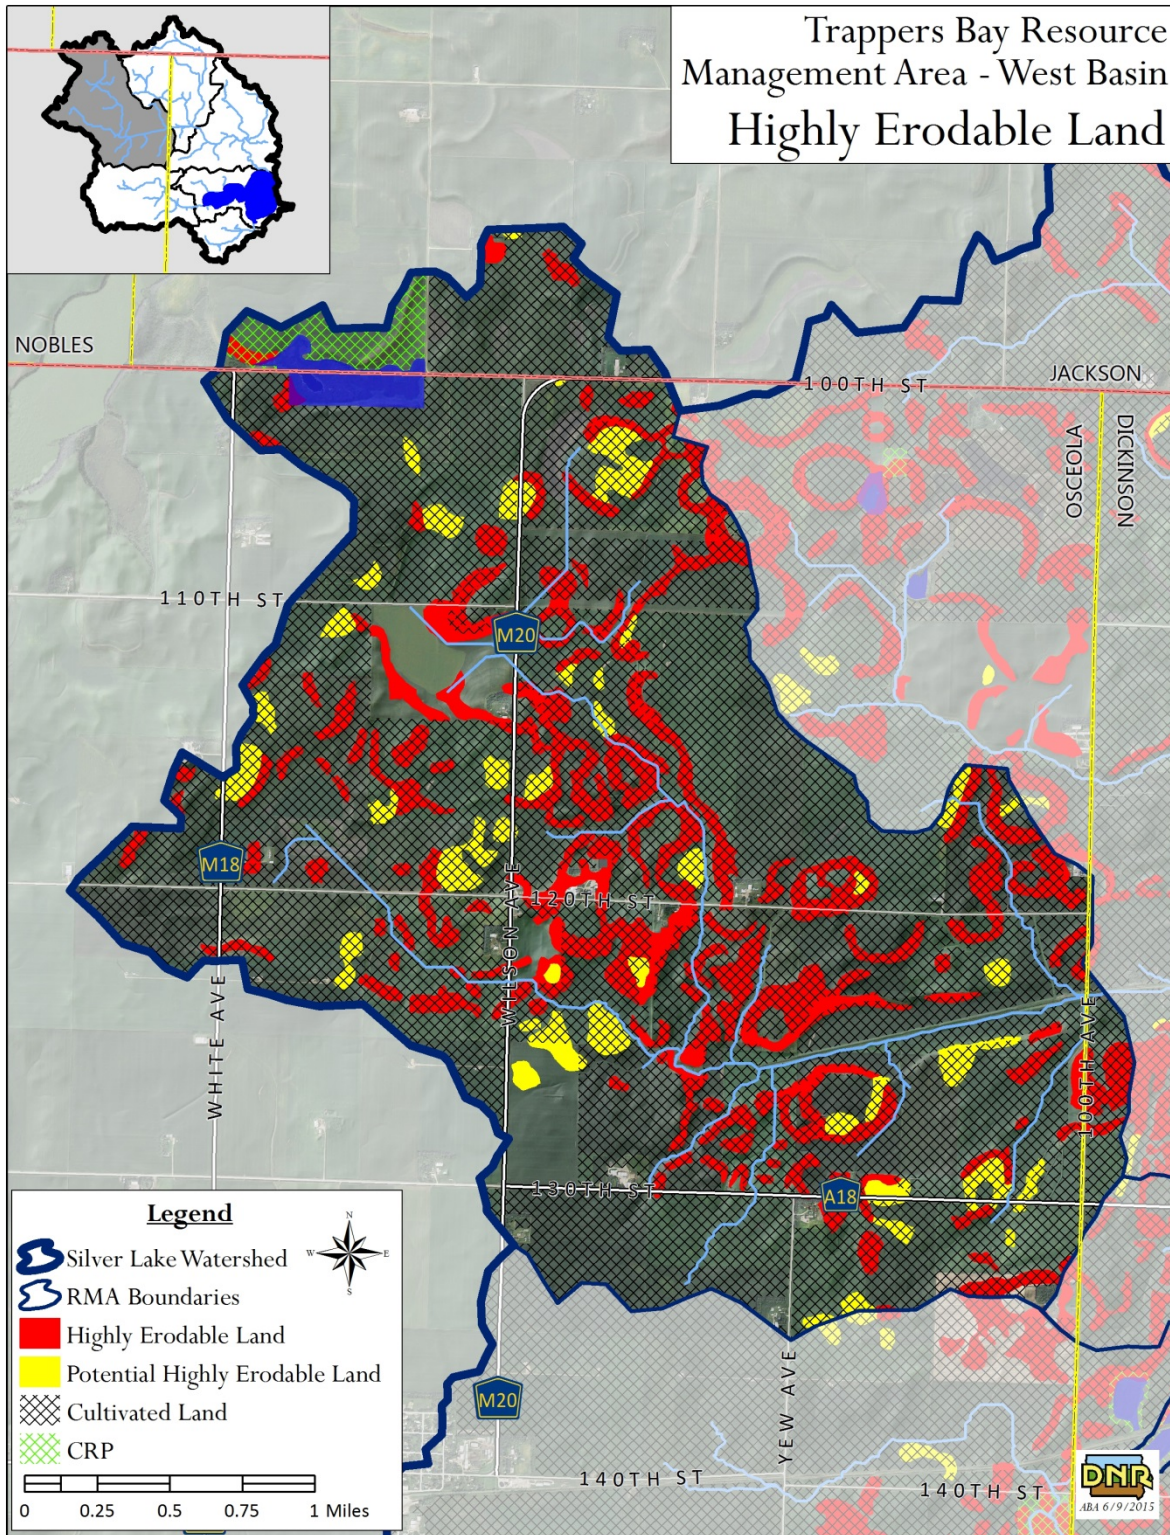 Trappers Bay Resource
Management Area - West Basin
Highly Erodable Land
NOBLES
JACKSON
100TH ST
OSCEOLA
DICKINSON
110TH ST
M20
M18
120TH ST
WILSON AVE
WHITE AVE
100TH AVE
130TH ST
A18
M20
YEW AVE
140TH ST
140TH ST
Legend
N
W E
S
Silver Lake Watershed
RMA Boundaries
Highly Erodable Land
Potential Highly Erodable Land
Cultivated Land
CRP
0 0.25 0.5 0.75 1 Miles
DNR
ABA 6/9/2015